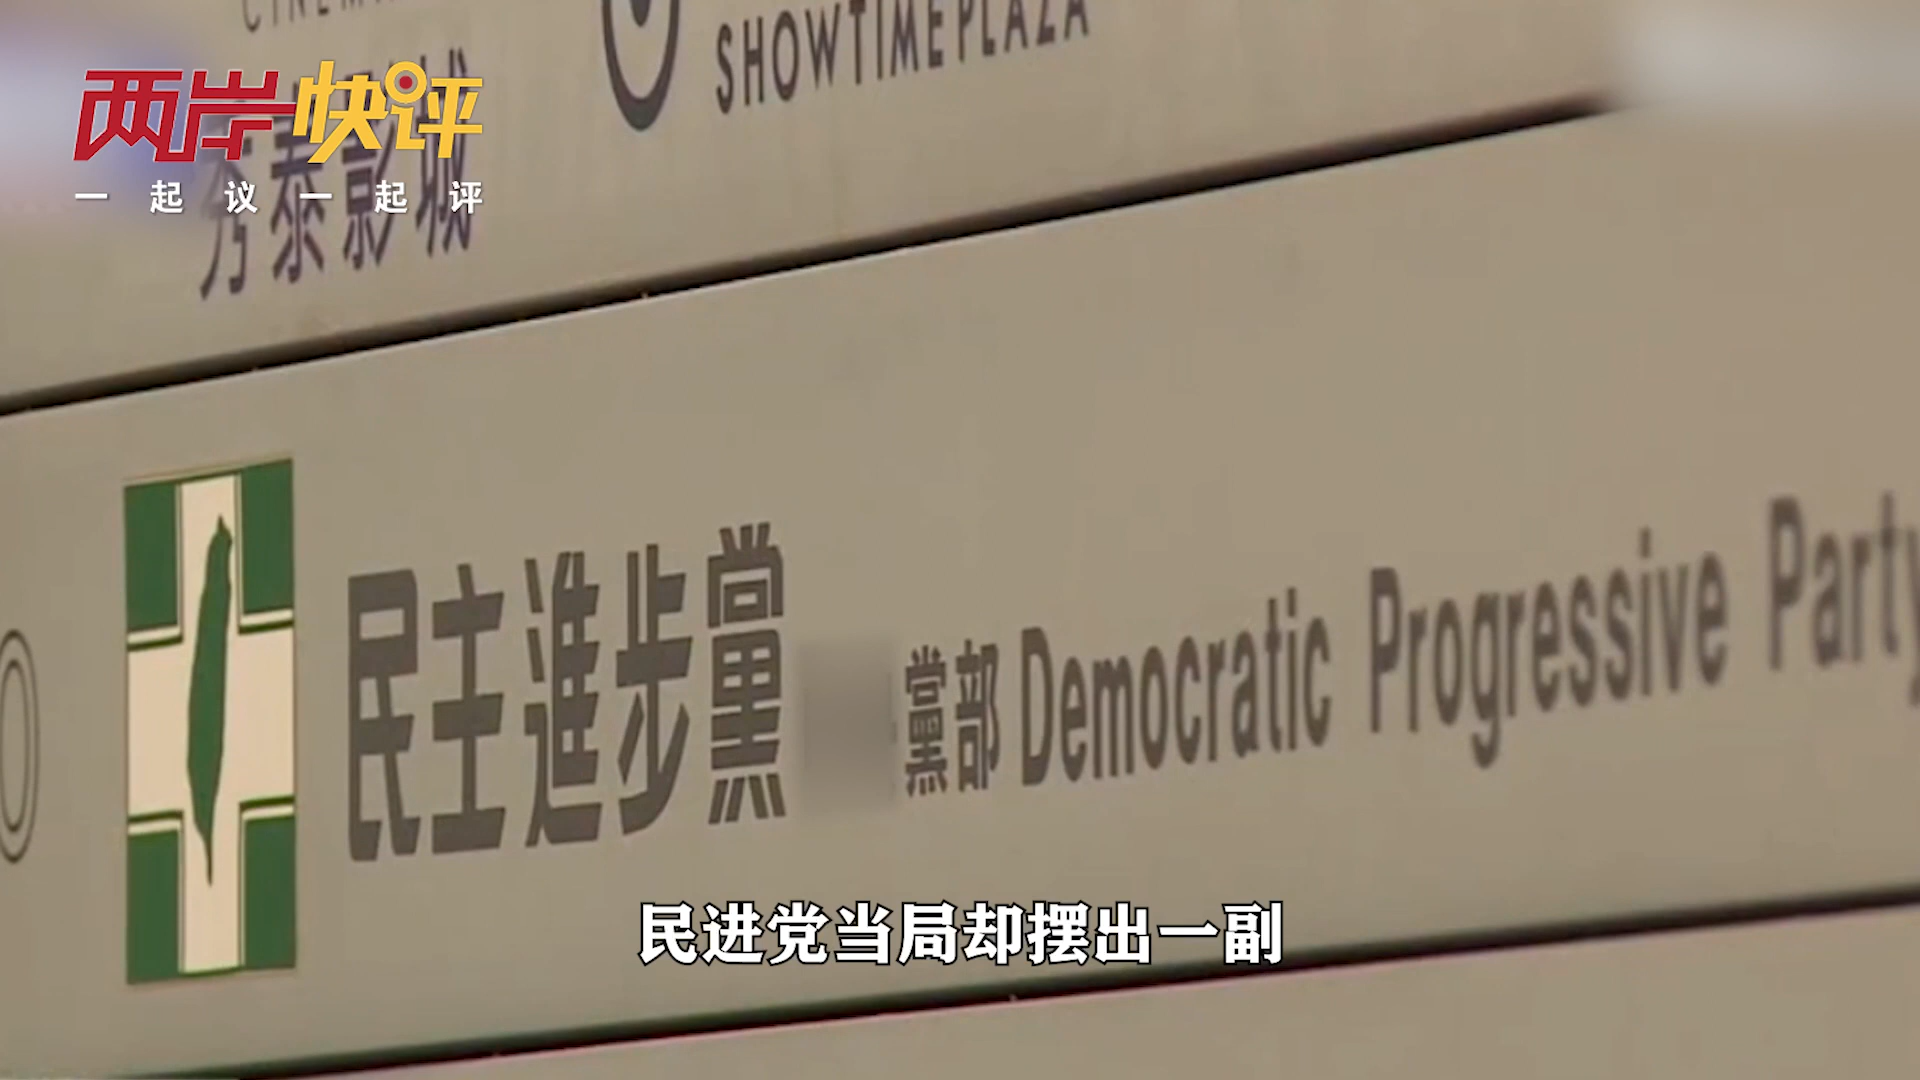 SHOWTIME PLAZA
两岸快评
秀泰影城
一起议一起评
民主進步黨 黨部 Democratic Progressive Party
民进党当局却摆出一副